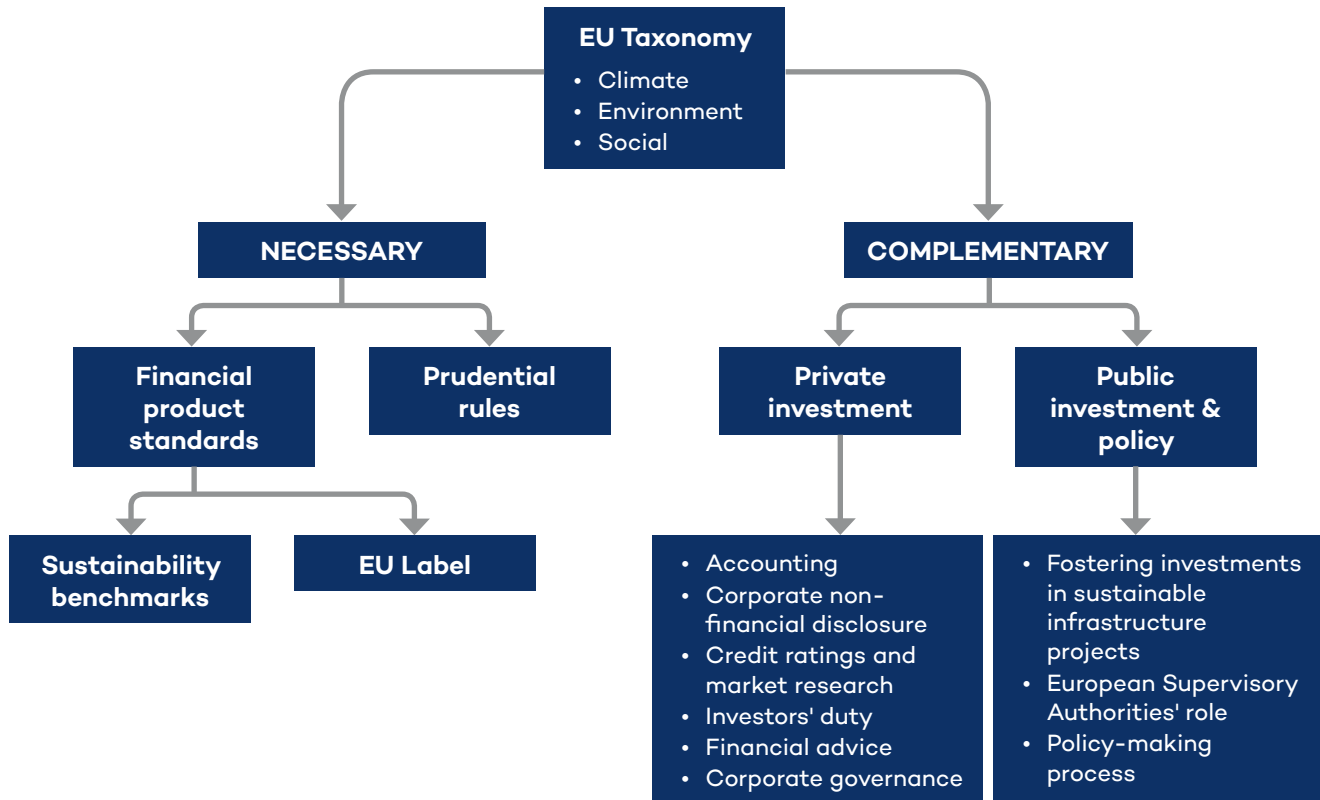 EU Taxonomy
• Climate
• Environment
• Social
NECESSARY
COMPLEMENTARY
Financial
product
standards
Prudential
rules
Private
investment
Public
investment &
policy
Sustainability
benchmarks
EU Label
• Accounting
• Corporate non-
financial disclosure
• Credit ratings and
market research
• Investors' duty
• Financial advice
• Corporate governance
• Fostering investments
in sustainable
infrastructure
projects
• European Supervisory
Authorities' role
• Policy-making
process